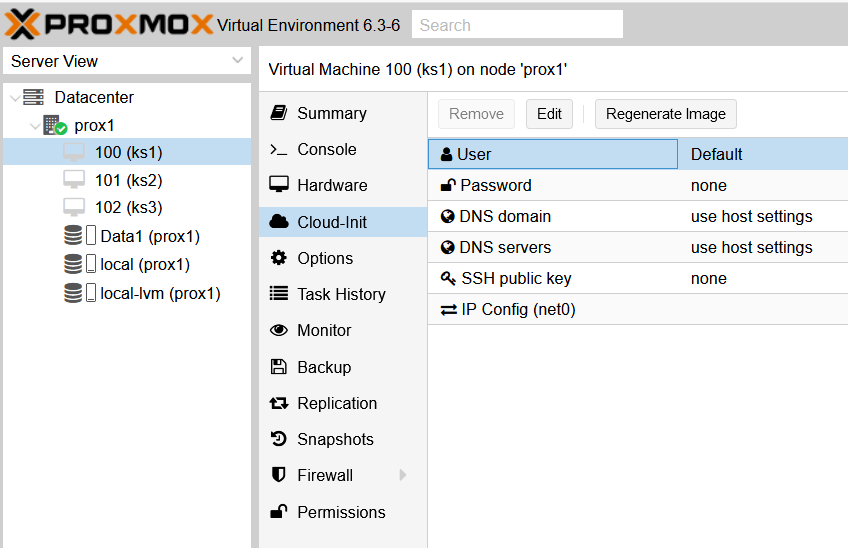 PROXMOX Virtual Environment 6.3-6 Search
Server View
Datacenter
prox1
100 (ks1)
101 (ks2)
102 (ks3)
Data1 (prox1)
local (prox1)
local-lvm (prox1)
Virtual Machine 100 (ks1) on node 'prox1'
Summary
Console
Hardware
Cloud-Init
Options
Task History
Monitor
Backup
Replication
Snapshots
Firewall
Permissions
Remove Edit Regenerate Image
User Default
Password none
DNS domain use host settings
DNS servers use host settings
SSH public key none
IP Config (net0)